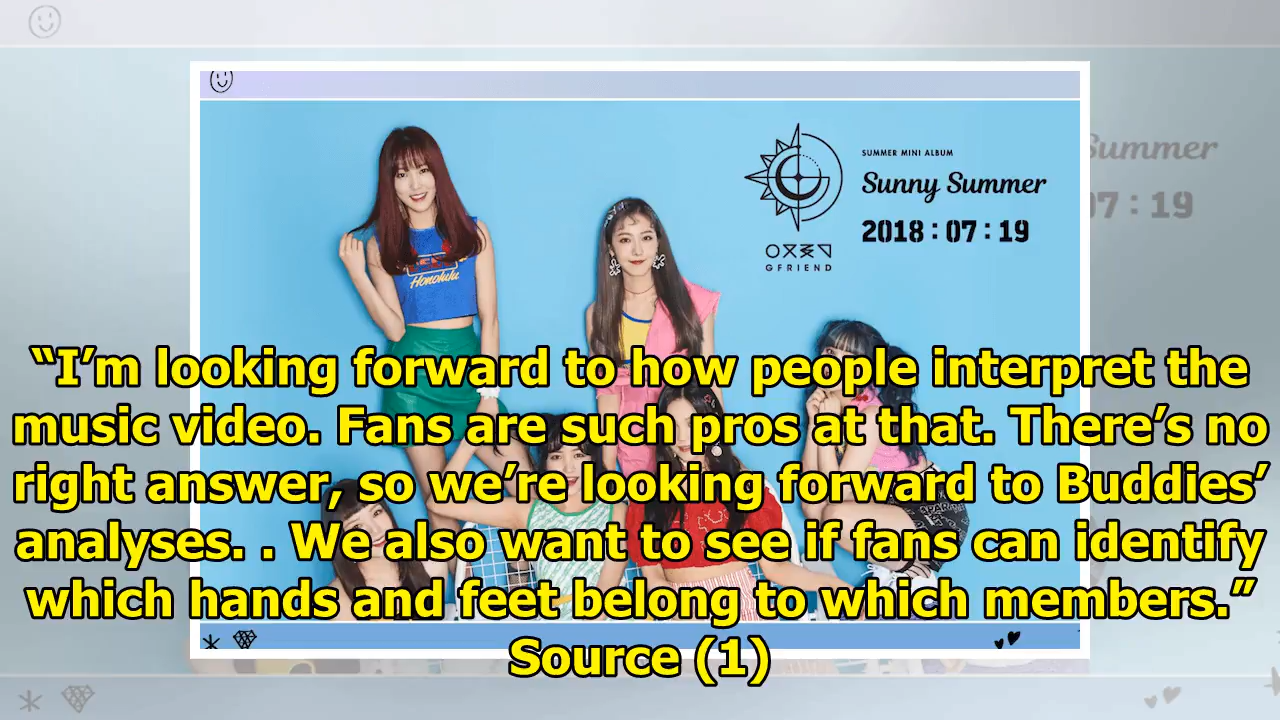 SUMMER MINI ALBUM
Sunny Summer
Summer
2018 : 07 : 19
07 : 19
GFRIEND
Honolulu
“I’m looking forward to how people interpret the
music video. Fans are such pros at that. There’s no
right answer, so we’re looking forward to Buddies’
analyses. . We also want to see if fans can identify
which hands and feet belong to which members.”
Source (1)